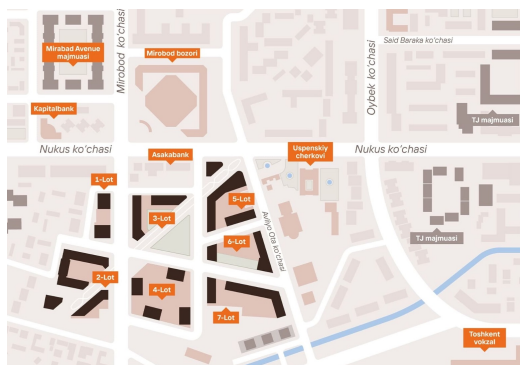 Mirabad Avenue
majmuasi
Mirobod ko'chasi
Mirobod bozori
Oybek ko'chasi
Said Baraka ko'chasi
Kapitalbank
TJ majmuasi
Nukus ko'chasi
Asakabank
Uspenskiy
cherkovi
Nukus ko'chasi
1-Lot
5-Lot
3-Lot
Avliyo Ota ko'chasi
6-Lot
TJ majmuasi
2-Lot
4-Lot
7-Lot
Toshkent
vokzal